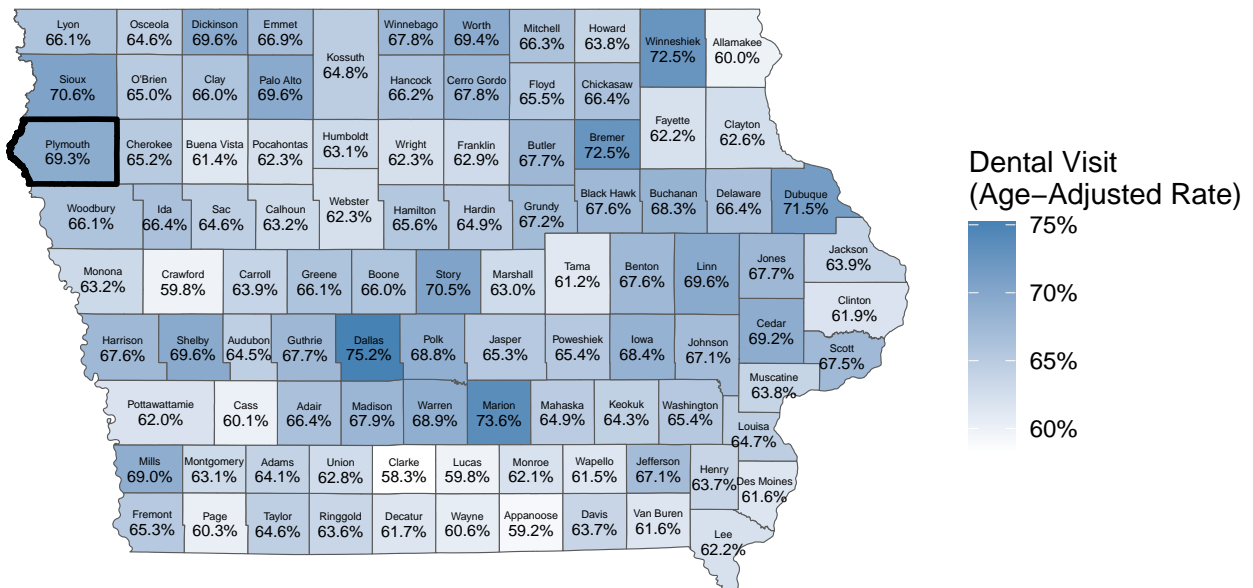 Lyon
66.1%
Osceola
64.6%
Dickinson
69.6%
Emmet
66.9%
Kossuth
64.8%
Winnebago
67.8%
Worth
69.4%
Mitchell
66.3%
Howard
63.8%
Winneshiek
72.5%
Allamakee
60.0%
Sioux
70.6%
O'Brien
65.0%
Clay
66.0%
Palo Alto
69.6%
Hancock
66.2%
Cerro Gordo
67.8%
Floyd
65.5%
Chickasaw
66.4%
Fayette
62.2%
Clayton
62.6%
Plymouth
69.3%
Cherokee
65.2%
Buena Vista
61.4%
Pocahontas
62.3%
Humboldt
63.1%
Wright
62.3%
Franklin
62.9%
Butler
67.7%
Bremer
72.5%
Woodbury
66.1%
Ida
66.4%
Sac
64.6%
Calhoun
63.2%
Webster
62.3%
Hamilton
65.6%
Hardin
64.9%
Grundy
67.2%
Black Hawk
67.6%
Buchanan
68.3%
Delaware
66.4%
Dubuque
71.5%
Monona
63.2%
Crawford
59.8%
Carroll
63.9%
Greene
66.1%
Boone
66.0%
Story
70.5%
Marshall
63.0%
Tama
61.2%
Benton
67.6%
Linn
69.6%
Jones
67.7%
Jackson
63.9%
Clinton
61.9%
Harrison
67.6%
Shelby
69.6%
Audubon
64.5%
Guthrie
67.7%
Dallas
75.2%
Polk
68.8%
Jasper
65.3%
Poweshiek
65.4%
Iowa
68.4%
Johnson
67.1%
Cedar
69.2%
Scott
67.5%
Muscatine
63.8%
Pottawattamie
62.0%
Cass
60.1%
Adair
66.4%
Madison
67.9%
Warren
68.9%
Marion
73.6%
Mahaska
64.9%
Keokuk
64.3%
Washington
65.4%
Louisa
64.7%
Mills
69.0%
Montgomery
63.1%
Adams
64.1%
Union
62.8%
Clarke
58.3%
Lucas
59.8%
Monroe
62.1%
Wapello
61.5%
Jefferson
67.1%
Henry
63.7%
Des Moines
61.6%
Fremont
65.3%
Page
60.3%
Taylor
64.6%
Ringgold
63.6%
Decatur
61.7%
Wayne
60.6%
Appanoose
59.2%
Davis
63.7%
Van Buren
61.6%
Lee
62.2%
Dental Visit
(Age−Adjusted Rate)
75%
70%
65%
60%